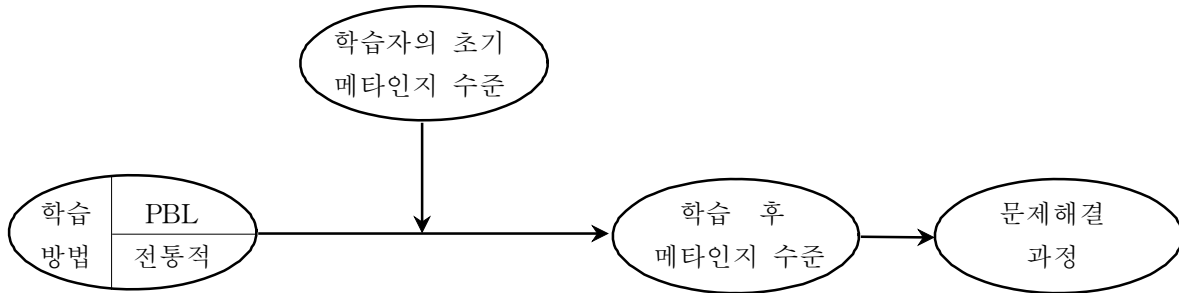 학습자의 초기
메타인지 수준
학습
방법
PBL
전통적
학습 후
메타인지 수준
문제해결
과정